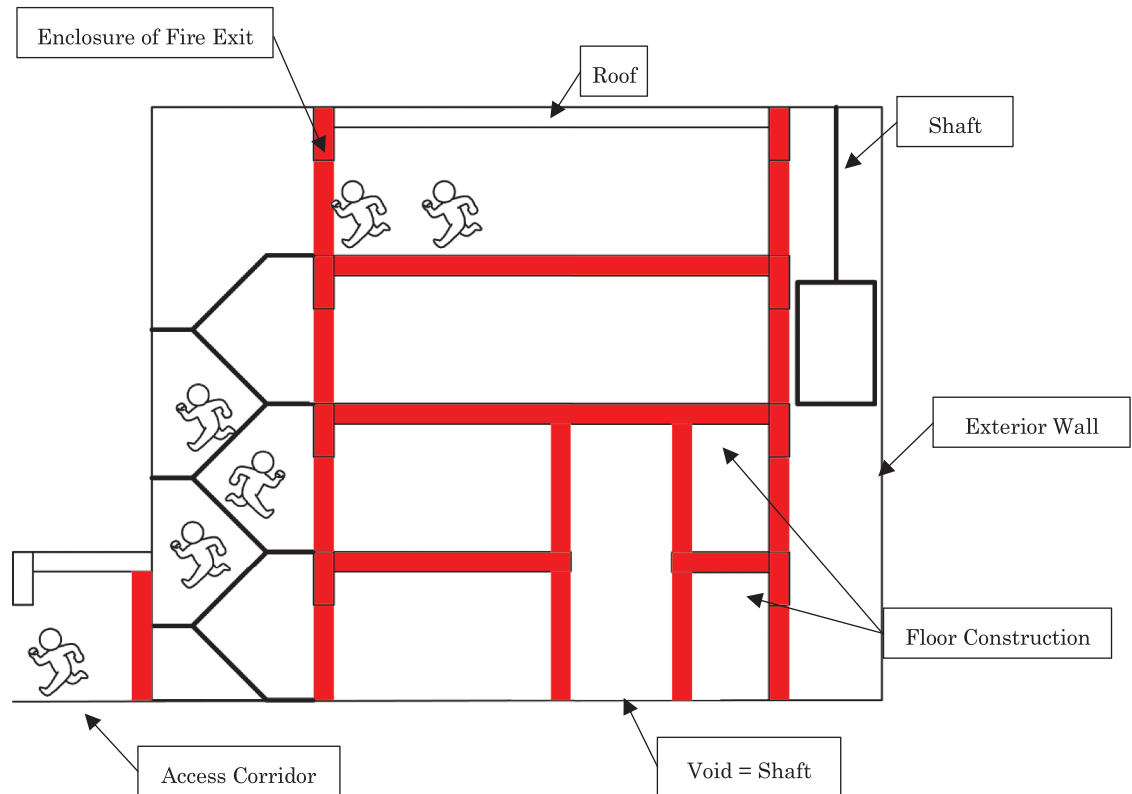 Enclosure of Fire Exit
Roof
Shaft
Exterior Wall
Floor Construction
Access Corridor
Void = Shaft